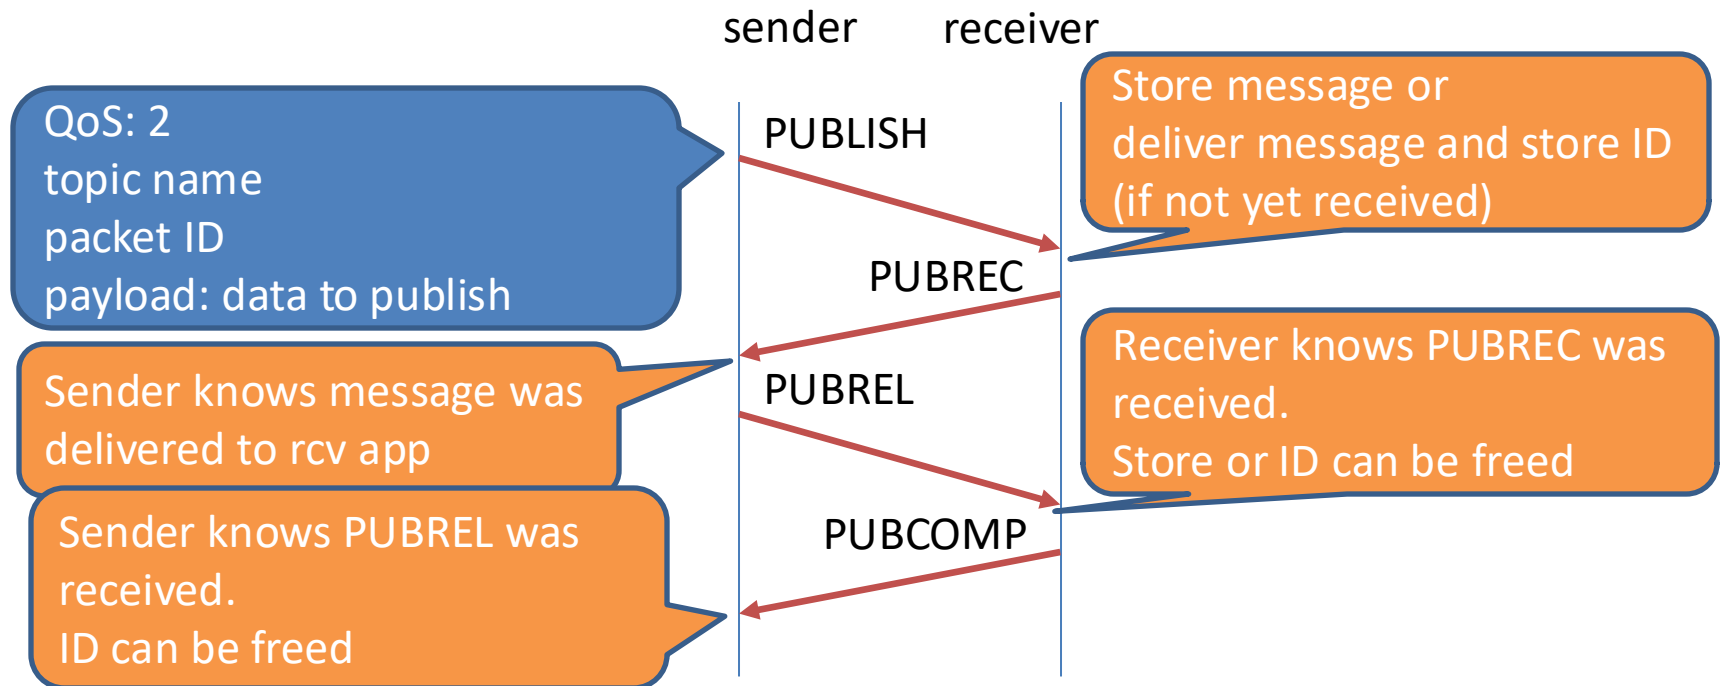 sender
receiver
QoS: 2
topic name
packet ID
payload: data to publish
PUBLISH
Store message or
deliver message and store ID
(if not yet received)
PUBREC
Sender knows message was
delivered to rcv app
PUBREL
Receiver knows PUBREC was
received.
Store or ID can be freed
PUBCOMP
Sender knows PUBREL was
received.
ID can be freed